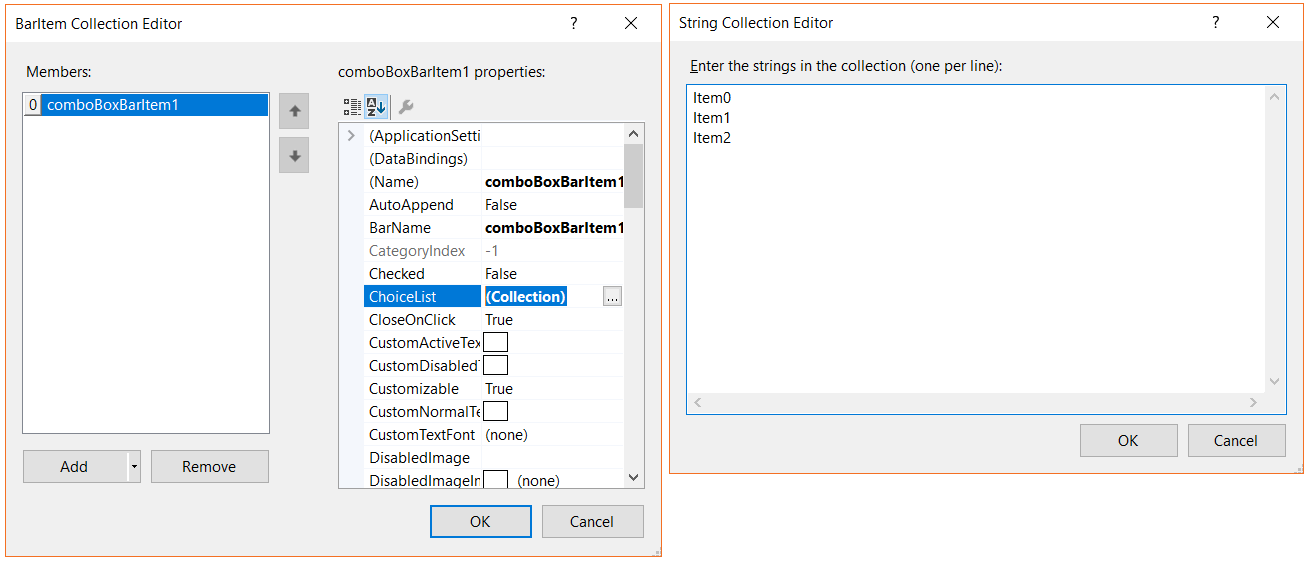 BarItem Collection Editor
?
Members:
comboBoxBarItem1 properties:
0 comboBoxBarItem1
(ApplicationSetti
(DataBindings)
(Name) comboBoxBarItem1
AutoAppend False
BarName comboBoxBarItem1
CategoryIndex -1
Checked False
ChoiceList (Collection) ...
CloseOnClick True
CustomActiveTex
CustomDisabledT
Customizable True
CustomNormalTe
CustomTextFont (none)
DisabledImage
DisabledImageIn (none)
Add Remove
OK Cancel
String Collection Editor
?
Enter the strings in the collection (one per line):
Item0
Item1
Item2
OK Cancel